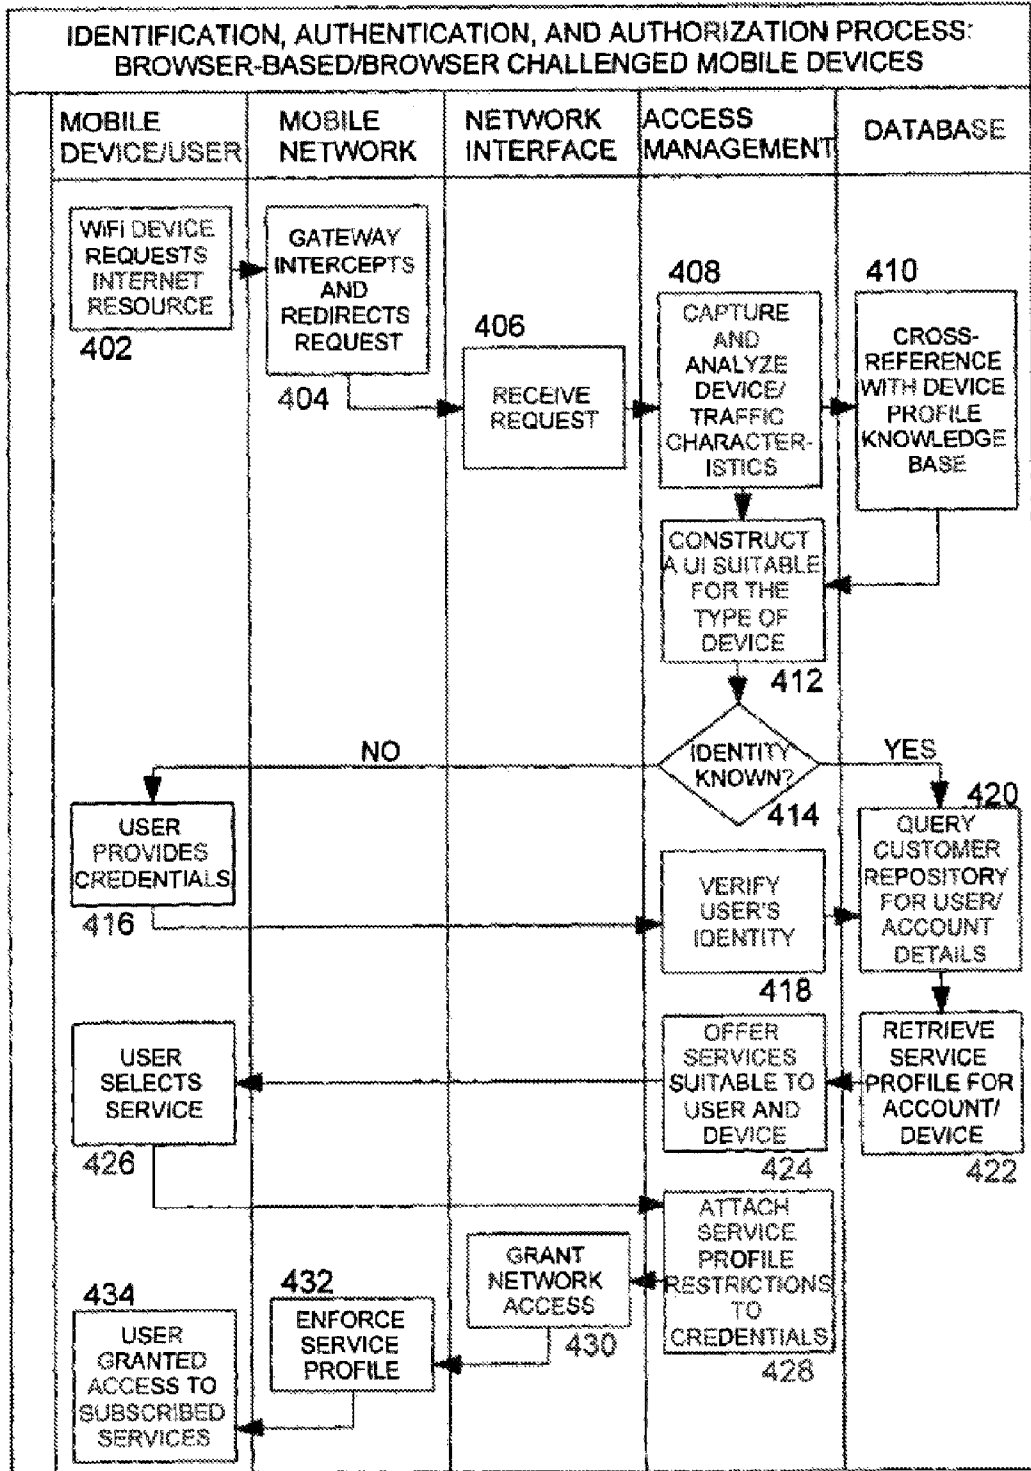 IDENTIFICATION, AUTHENTICATION, AND AUTHORIZATION PROCESS:
BROWSER-BASED/BROWSER CHALLENGED MOBILE DEVICES
MOBILE
DEVICE/USER
MOBILE
NETWORK
NETWORK
INTERFACE
ACCESS
MANAGEMENT
DATABASE
WiFi DEVICE
REQUESTS
INTERNET
RESOURCE
402
GATEWAY
INTERCEPTS
AND
REDIRECTS
REQUEST
404
406
RECEIVE
REQUEST
408
CAPTURE
AND
ANALYZE
DEVICE/
TRAFFIC
CHARACTER-
ISTICS
410
CROSS-
REFERENCE
WITH DEVICE
PROFILE
KNOWLEDGE
BASE
CONSTRUCT
A UI SUITABLE
FOR THE
TYPE OF
DEVICE
412
NO
IDENTITY
KNOWN?
414
YES
USER
PROVIDES
CREDENTIALS
416
VERIFY
USER'S
IDENTITY
418
420
QUERY
CUSTOMER
REPOSITORY
FOR USER/
ACCOUNT
DETAILS
RETRIEVE
SERVICE
PROFILE FOR
ACCOUNT/
DEVICE
422
OFFER
SERVICES
SUITABLE TO
USER AND
DEVICE
424
USER
SELECTS
SERVICE
426
ATTACH
SERVICE
PROFILE
RESTRICTIONS
TO
CREDENTIALS
428
GRANT
NETWORK
ACCESS
430
432
ENFORCE
SERVICE
PROFILE
434
USER
GRANTED
ACCESS TO
SUBSCRIBED
SERVICES